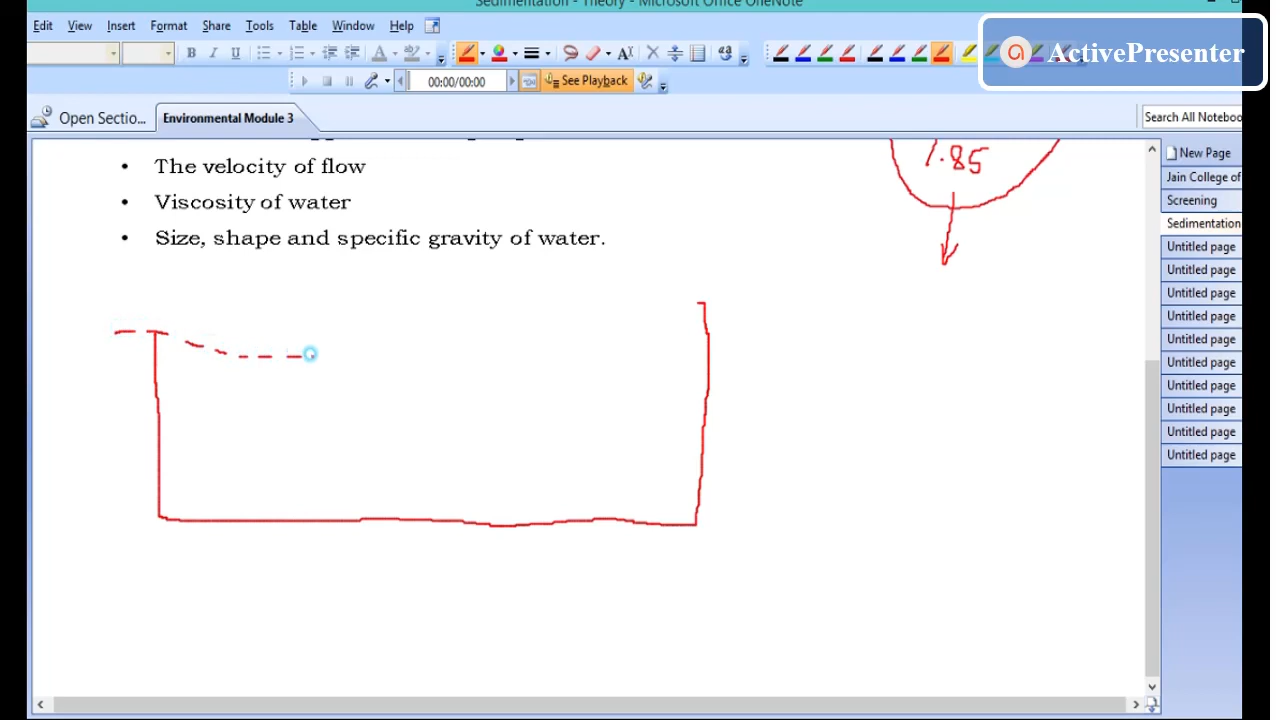 Sedimentation - Theory - Microsoft Office OneNote
Edit View Insert Format Share Tools Table Window Help
ActivePresenter
B I U A ab A
00:00/00:00 See Playback
Open Sectio... Environmental Module 3 Search All Noteboo
• The velocity of flow
• Viscosity of water
• Size, shape and specific gravity of water.
1.85
New Page
Jain College of
Screening
Sedimentation
Untitled page
Untitled page
Untitled page
Untitled page
Untitled page
Untitled page
Untitled page
Untitled page
Untitled page
Untitled page